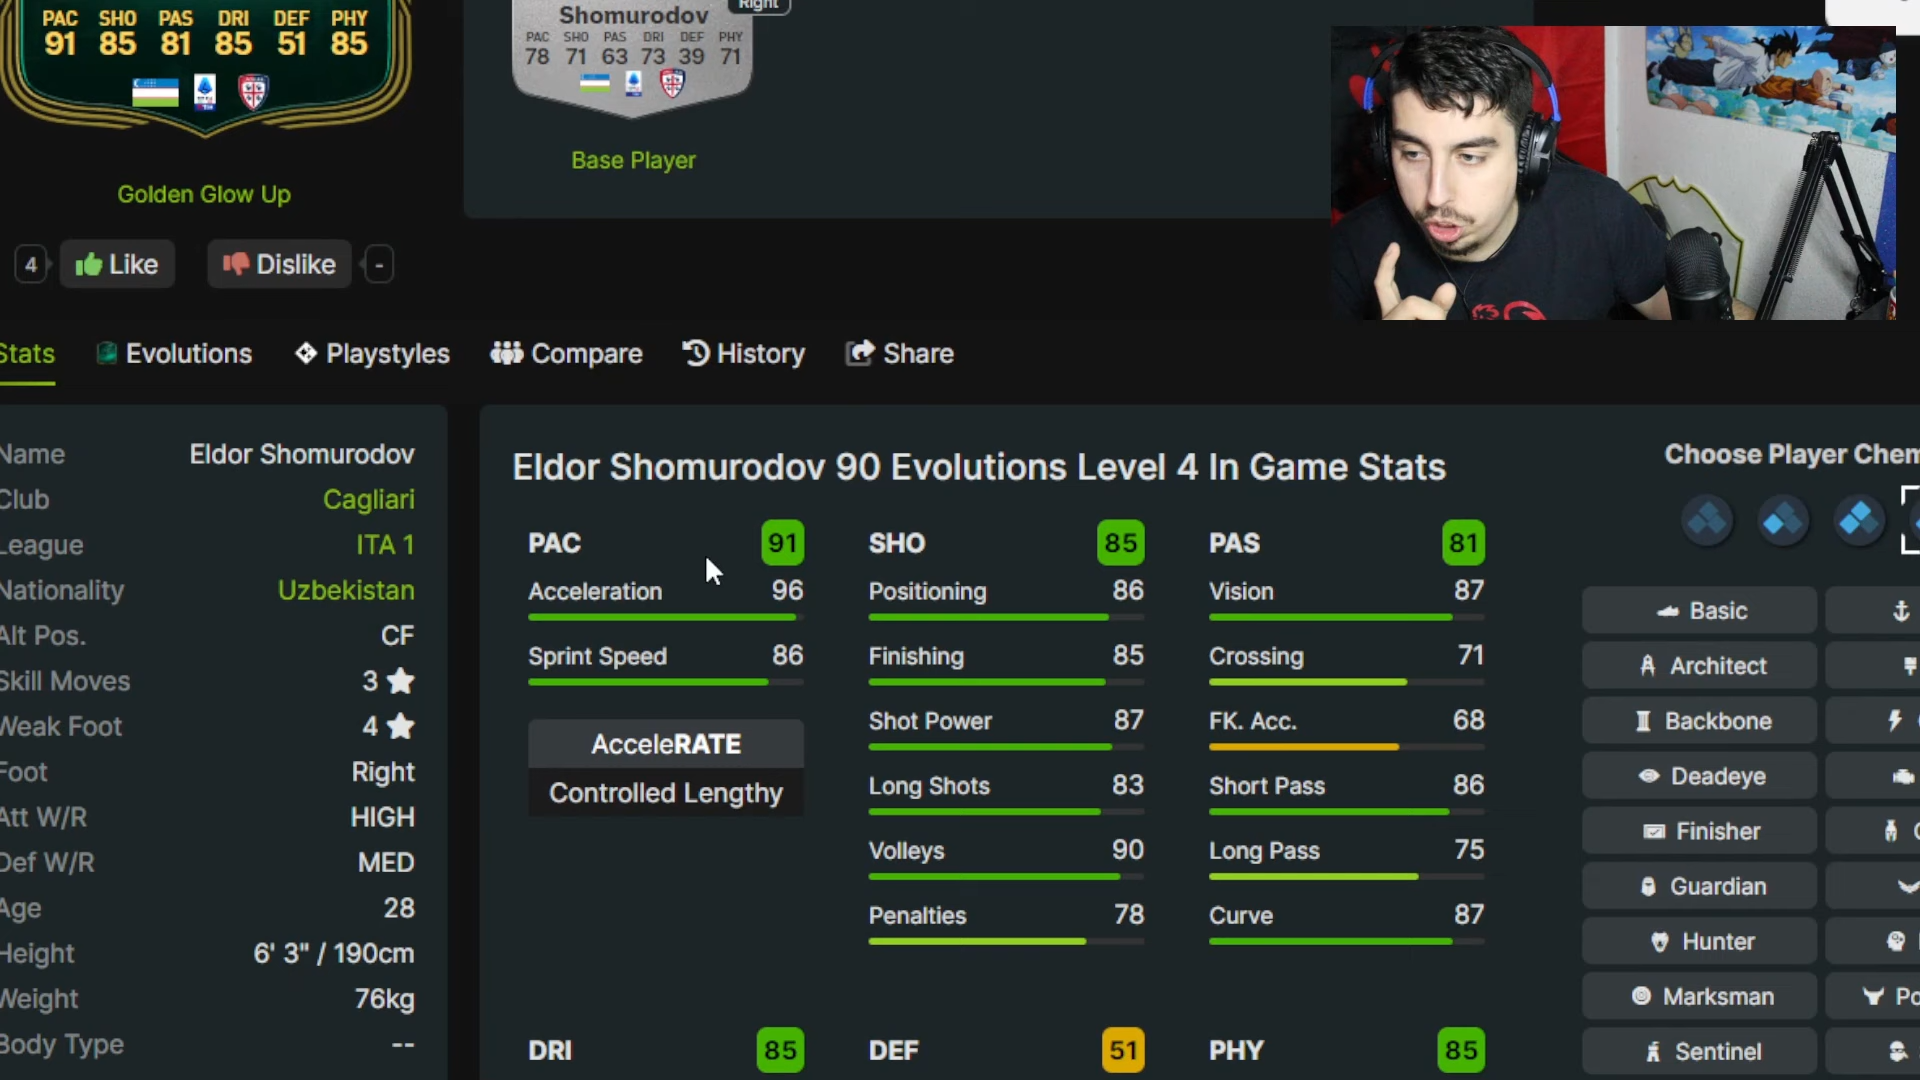 PAC SHO PAS DRI DEF PHY
91 85 81 85 51 85
Golden Glow Up
4 Like Dislike -
Shomurodov
Right
PAC SHO PAS DRI DEF PHY
78 71 63 73 39 71
Base Player
Stats Evolutions Playstyles Compare History Share
Name Eldor Shomurodov
Club Cagliari
League ITA 1
Nationality Uzbekistan
Alt Pos. CF
Skill Moves 3
Weak Foot 4
Foot Right
Att W/R HIGH
Def W/R MED
Age 28
Height 6' 3" / 190cm
Weight 76kg
Body Type --
Eldor Shomurodov 90 Evolutions Level 4 In Game Stats
PAC 91
Acceleration 96
Sprint Speed 86
AcceleRATE
Controlled Lengthy
SHO 85
Positioning 86
Finishing 85
Shot Power 87
Long Shots 83
Volleys 90
Penalties 78
PAS 81
Vision 87
Crossing 71
FK. Acc. 68
Short Pass 86
Long Pass 75
Curve 87
DRI 85
DEF 51
PHY 85
Choose Player Chem
Basic
Architect
Backbone
Deadeye
Finisher
Guardian
Hunter
Marksman
Sentinel